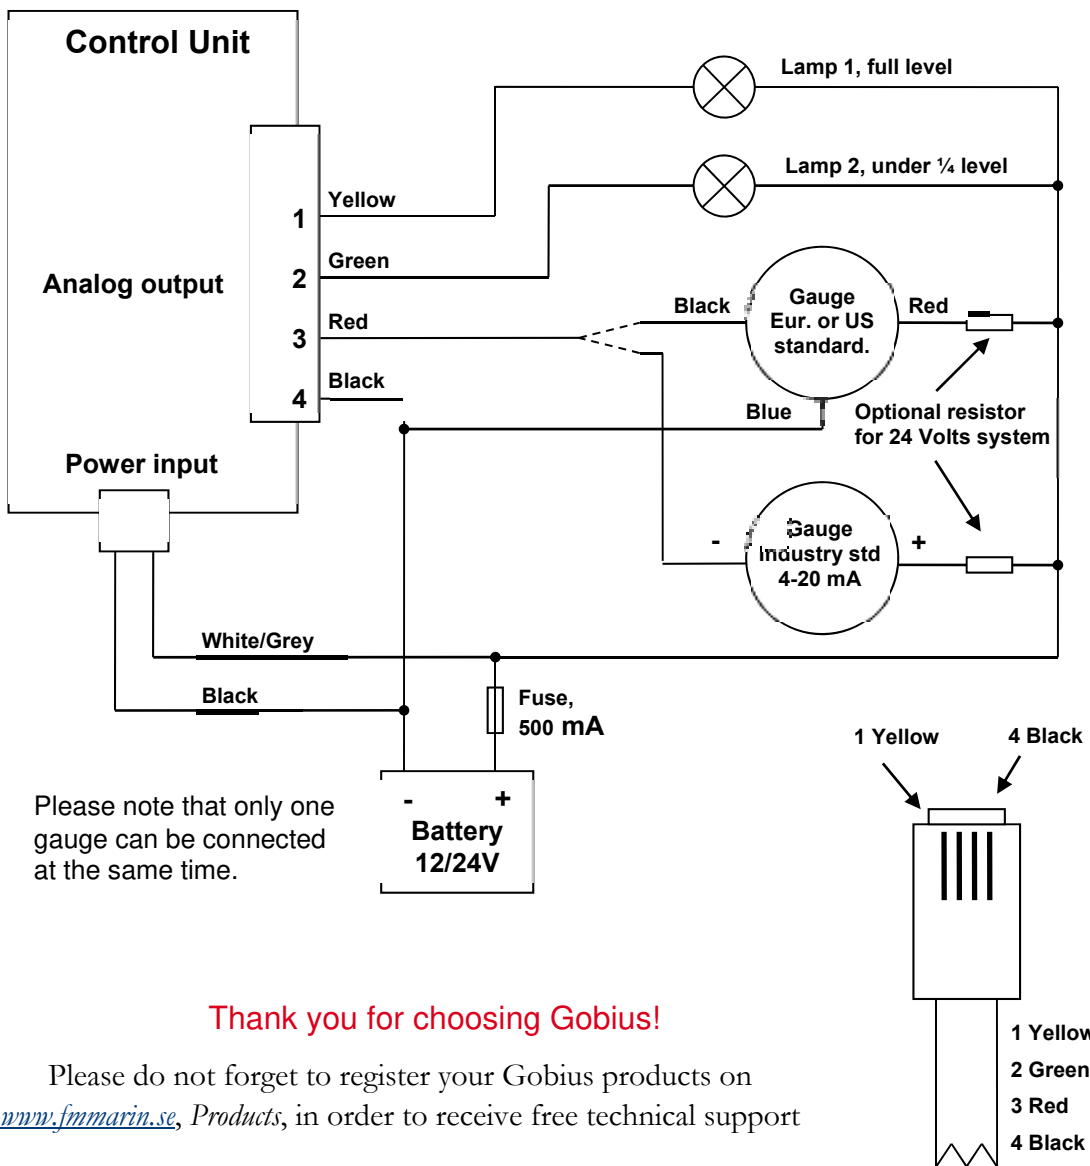 Control Unit
Lamp 1, full level
Lamp 2, under ¼ level
1
Yellow
2
Green
Analog output
3
Red
4
Black
Black
Gauge
Eur. or US
standard.
Red
Blue
Optional resistor
for 24 Volts system
Power input
-
Gauge
Industry std
4-20 mA
+
White/Grey
Black
Fuse,
500 mA
- +
Battery
12/24V
Please note that only one
gauge can be connected
at the same time.
1 Yellow
4 Black
1 Yellow
2 Green
3 Red
4 Black
Thank you for choosing Gobius!
Please do not forget to register your Gobius products on
www.fmmarin.se, Products, in order to receive free technical support